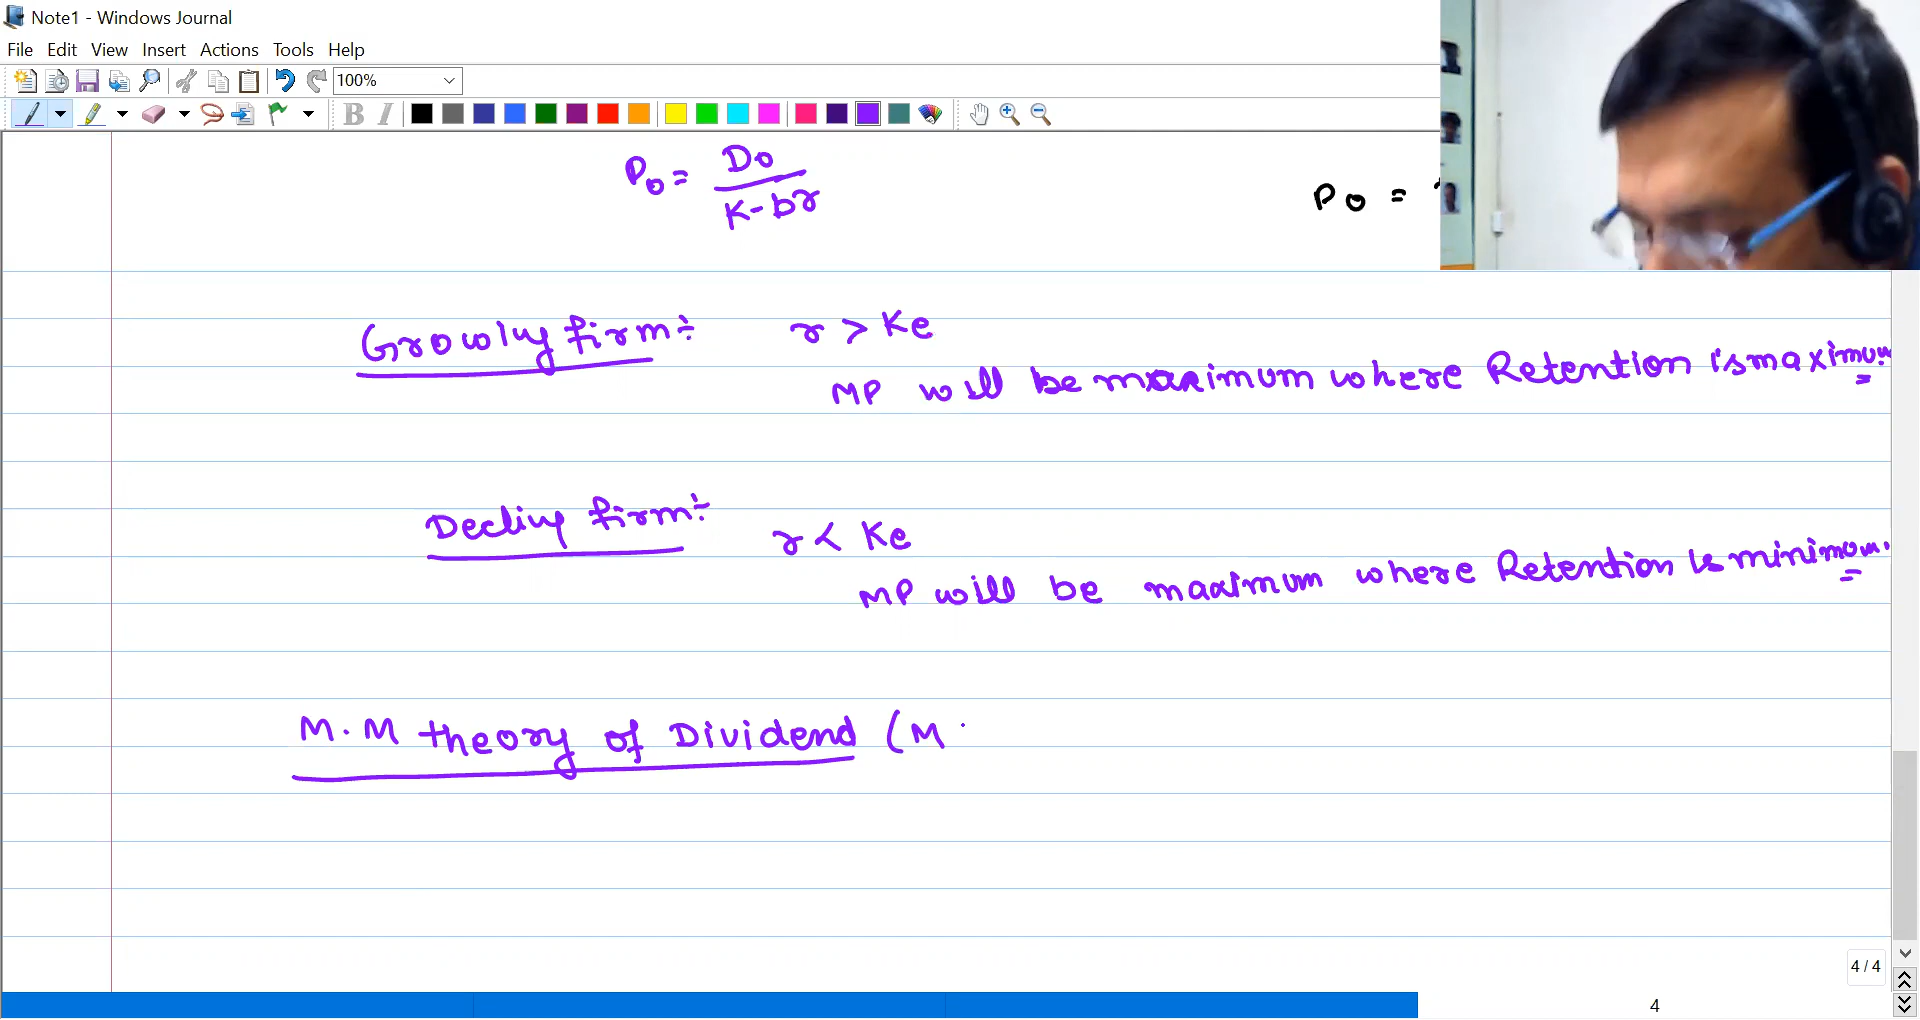 Note1 - Windows Journal
File Edit View Insert Actions Tools Help
100%
B I
P0 = D0 / K-br
P0 =
Growing firm:- r > Ke
MP will be maximum where Retention is maximum
Declining firm:- r < Ke
MP will be maximum where Retention is minimum.
M.M theory of Dividend (M.
4 / 4
4